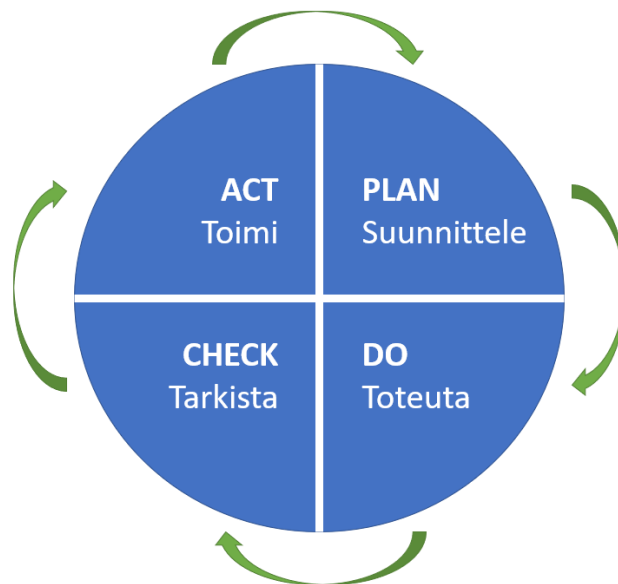 ACT
Toimi
PLAN
Suunnittele
CHECK
Tarkista
DO
Toteuta